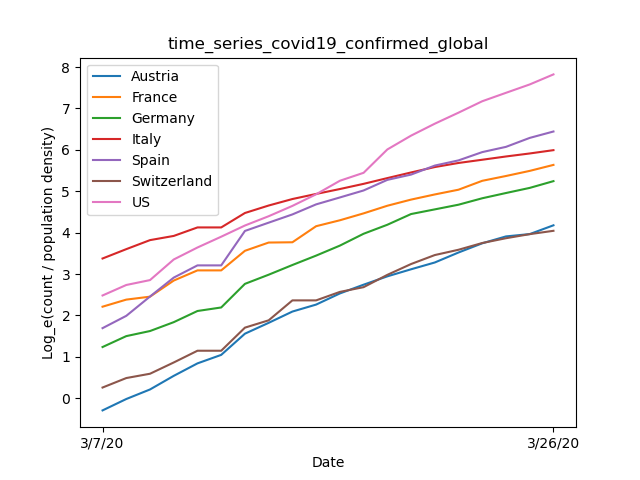 time_series_covid19_confirmed_global
Log_e(count / population density)
8
7
6
5
4
3
2
1
0
Austria
France
Germany
Italy
Spain
Switzerland
US
3/7/20
3/26/20
Date